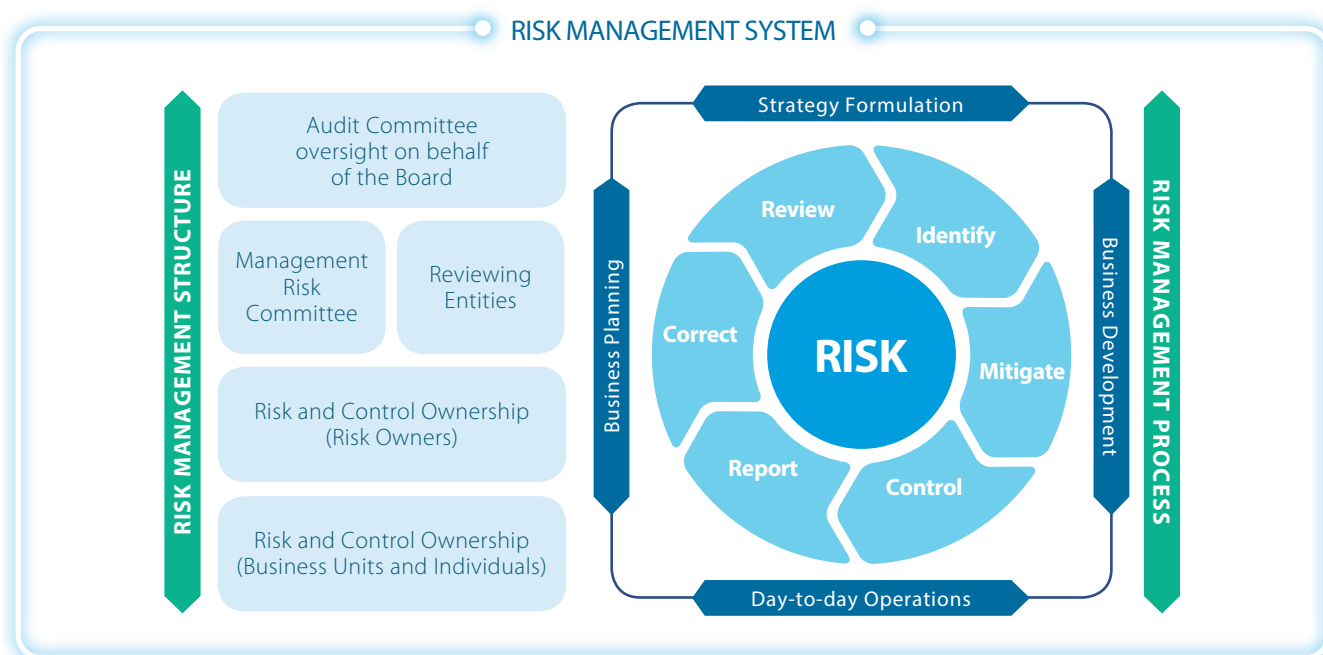 RISK MANAGEMENT SYSTEM
RISK MANAGEMENT STRUCTURE
Audit Committee
oversight on behalf
of the Board
Management
Risk
Committee
Reviewing
Entities
Risk and Control Ownership
(Risk Owners)
Risk and Control Ownership
(Business Units and Individuals)
Strategy Formulation
Business Planning
Review
Identify
Correct
RISK
Mitigate
Report
Control
Business Development
Day-to-day Operations
RISK MANAGEMENT PROCESS